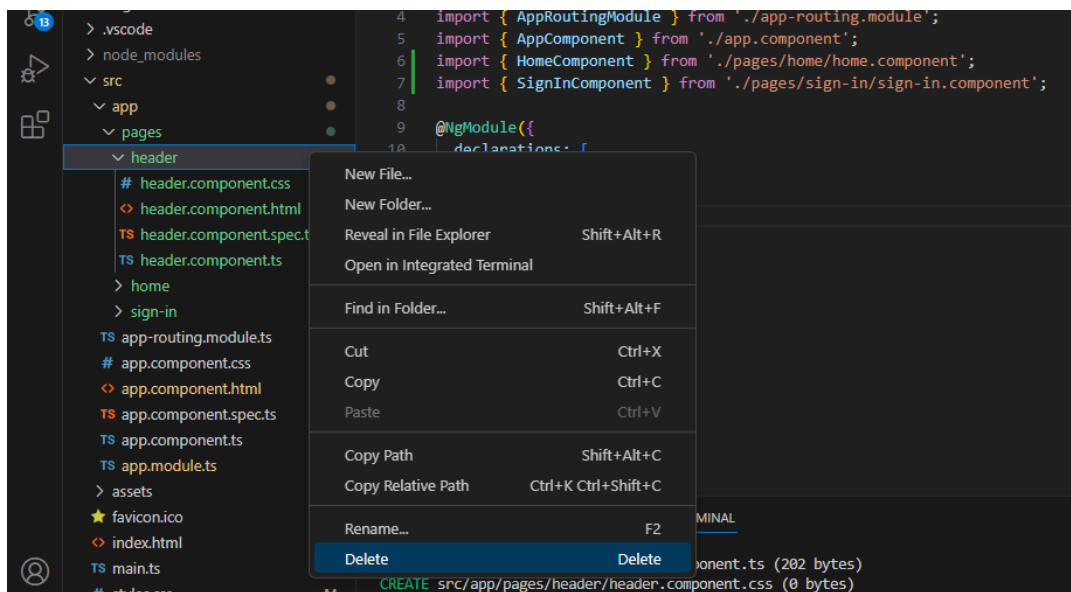 13
.vscode
node_modules
src
app
pages
header
# header.component.css
<> header.component.html
TS header.component.spec.t
TS header.component.ts
home
sign-in
TS app-routing.module.ts
# app.component.css
<> app.component.html
TS app.component.spec.ts
TS app.component.ts
TS app.module.ts
assets
favicon.ico
<> index.html
TS main.ts
4 import { AppRoutingModule } from './app-routing.module';
5 import { AppComponent } from './app.component';
6 import { HomeComponent } from './pages/home/home.component';
7 import { SignInComponent } from './pages/sign-in/sign-in.component';
8
9 @NgModule({
10 declarations: [
New File...
New Folder...
Reveal in File Explorer Shift+Alt+R
Open in Integrated Terminal
Find in Folder... Shift+Alt+F
Cut Ctrl+X
Copy Ctrl+C
Paste Ctrl+V
Copy Path Shift+Alt+C
Copy Relative Path Ctrl+K Ctrl+Shift+C
Rename... F2
Delete Delete
MINAL
ponent.ts (202 bytes)
CREATE src/app/pages/header/header.component.css (0 bytes)